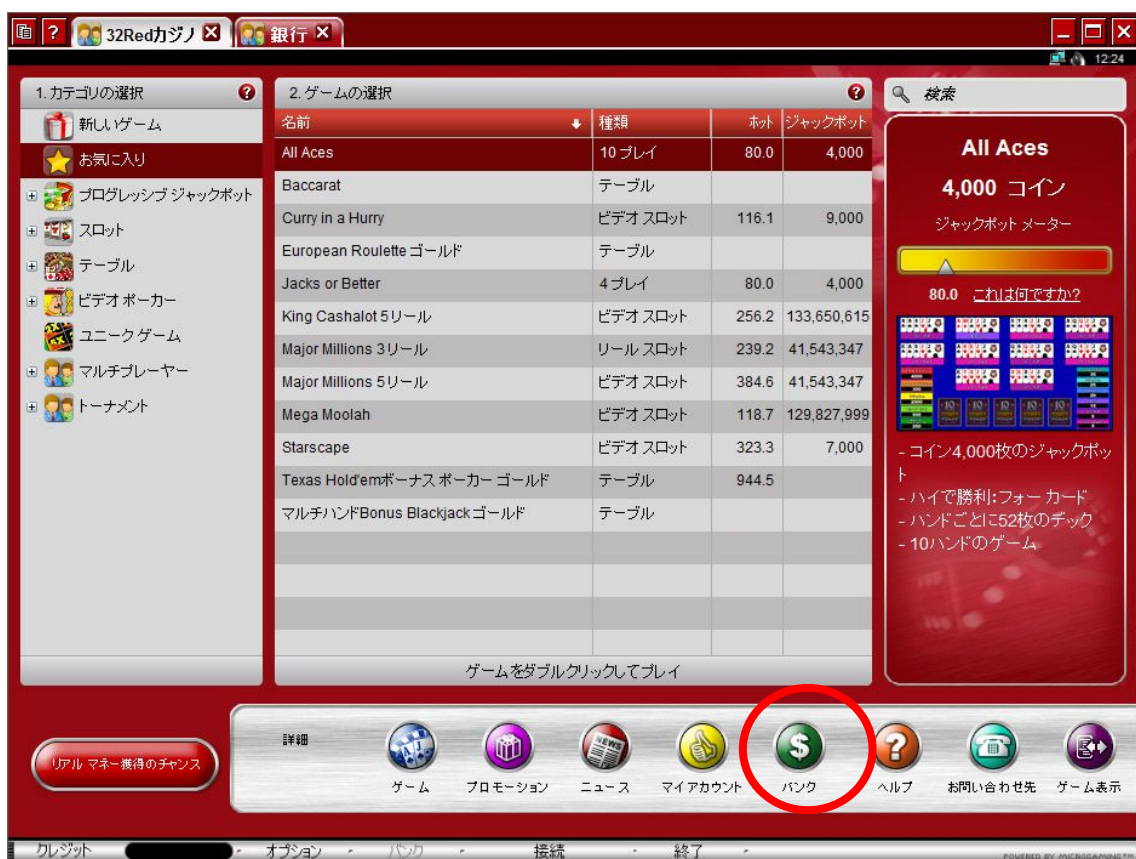 32Redカジノ
銀行
12:24
1.カテゴリの選択
新しいゲーム
お気に入り
プログレッシブ ジャックポット
スロット
テーブル
ビデオ ポーカー
ユニーク ゲーム
マルチプレーヤー
トーナメント
2.ゲームの選択
名前 種類 ホット ジャックポット
All Aces 10 プレイ 80.0 4,000
Baccarat テーブル
Curry in a Hurry ビデオ スロット 116.1 9,000
European Roulette ゴールド テーブル
Jacks or Better 4 プレイ 80.0 4,000
King Cashalot 5 リール ビデオ スロット 256.2 133,650,615
Major Millions 3 リール リール スロット 239.2 41,543,347
Major Millions 5 リール ビデオ スロット 384.6 41,543,347
Mega Moolah ビデオ スロット 118.7 129,827,999
Starscape ビデオ スロット 323.3 7,000
Texas Hold'emボーナス ポーカー ゴールド テーブル 944.5
マルチハンドBonus Blackjack ゴールド テーブル
ゲームをダブルクリックしてプレイ
検索
All Aces
4,000 コイン
ジャックポット メーター
80.0 これは何ですか?
- コイン4,000枚のジャックポッ
ト
- ハイで勝利:フォー カード
- ハンドごとに52枚のデック
- 10ハンドのゲーム
リアル マネー獲得のチャンス
詳細
NEWS
ゲーム プロモーション ニュース マイアカウント バンク ヘルプ お問い合わせ先 ゲーム表示
クレジット オプション バンク 接続 終了
POWERED BY MICROGAMING